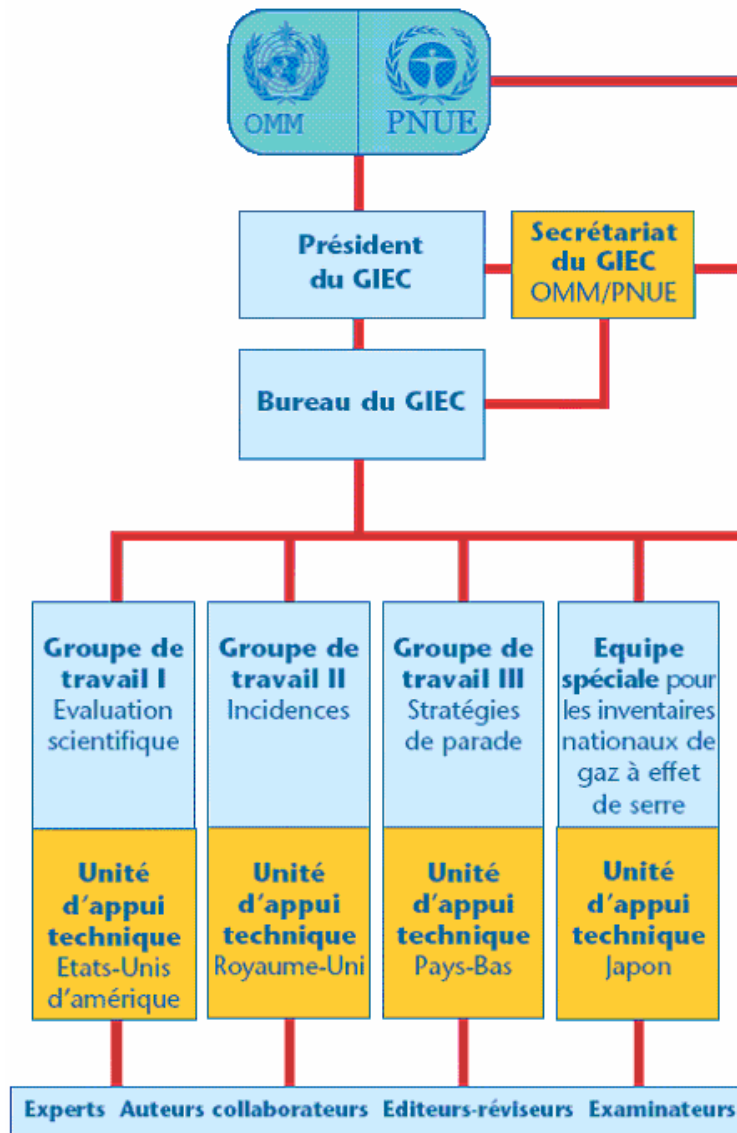 OMM
PNUE
Président
du GIEC
Secrétariat
du GIEC
OMM/PNUE
Bureau du GIEC
Groupe de
travail I
Evaluation
scientifique
Groupe de
travail II
Incidences
Groupe de
travail III
Stratégies
de parade
Equipe
spéciale pour
les inventaires
nationaux de
gaz à effet
de serre
Unité
d'appui
technique
Etats-Unis
d'amérique
Unité
d'appui
technique
Royaume-Uni
Unité
d'appui
technique
Pays-Bas
Unité
d'appui
technique
Japon
Experts Auteurs collaborateurs Editeurs-réviseurs Examinateurs